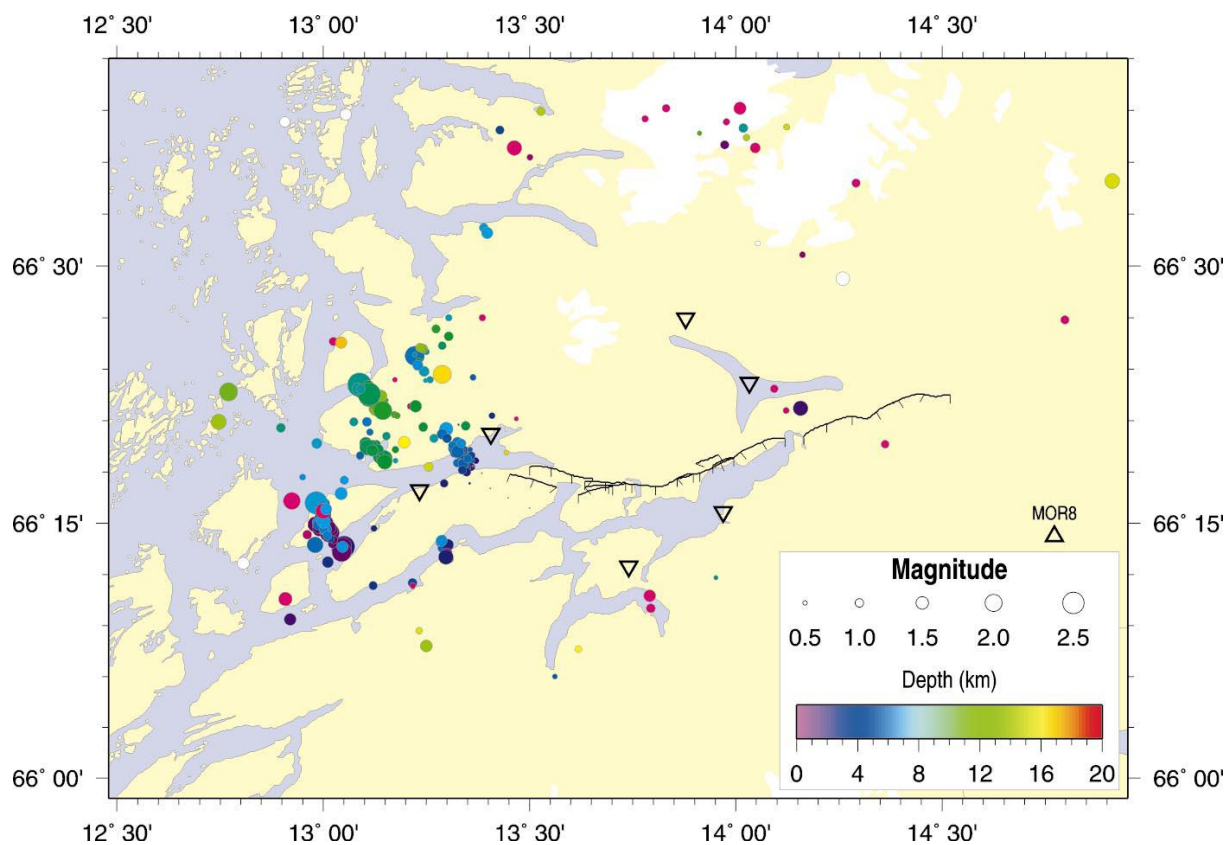 12˚ 30' 13˚ 00' 13˚ 30' 14˚ 00' 14˚ 30'
66˚ 30' 66˚ 30'
66˚ 15' 66˚ 15'
MOR8
Magnitude
0.5 1.0 1.5 2.0 2.5
Depth (km)
0 4 8 12 16 20
66˚ 00' 66˚ 00'
12˚ 30' 13˚ 00' 13˚ 30' 14˚ 00' 14˚ 30'